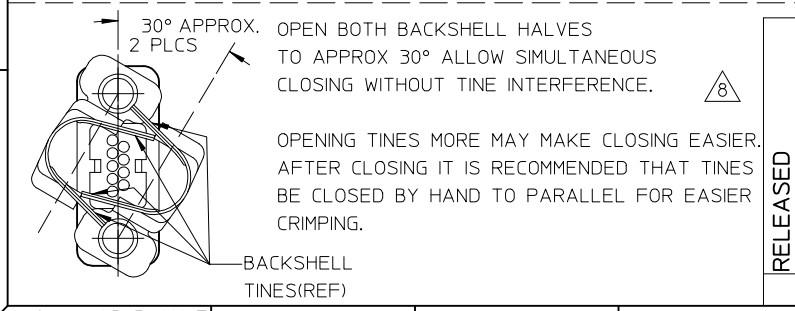 30° APPROX.
2 PLCS
OPEN BOTH BACKSHELL HALVES
TO APPROX 30° ALLOW SIMULTANEOUS
CLOSING WITHOUT TINE INTERFERENCE.
8
OPENING TINES MORE MAY MAKE CLOSING EASIER.
AFTER CLOSING IT IS RECOMMENDED THAT TINES
BE CLOSED BY HAND TO PARALLEL FOR EASIER
CRIMPING.
BACKSHELL
TINES(REF)
RELEASED